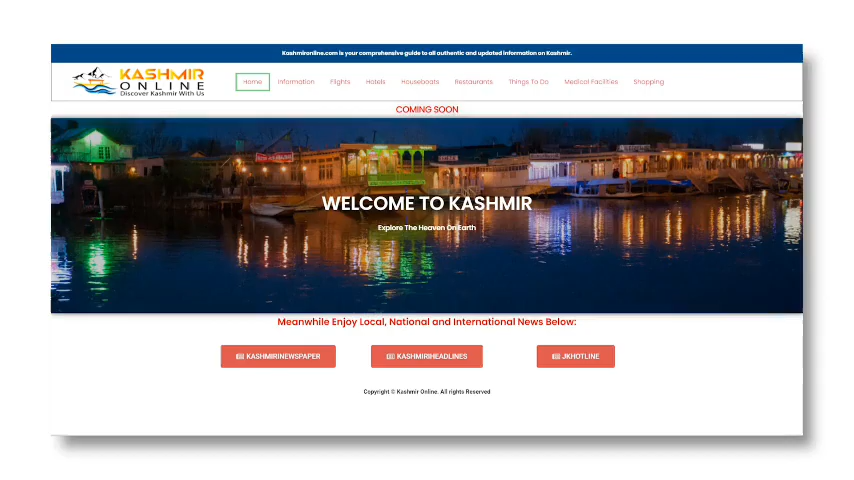 Kashmironline.com is your comprehensive guide to all authentic and updated information on Kashmir.
KASHMIR
ONLINE
Discover Kashmir With Us
Home Information Flights Hotels Houseboats Restaurants Things To Do Medical Facilities Shopping
COMING SOON
WELCOME TO KASHMIR
Explore The Heaven On Earth
Meanwhile Enjoy Local, National and International News Below:
KASHMIRINEWSPAPER KASHMIRIHEADLINES JKHOTLINE
Copyright © Kashmir Online. All rights Reserved